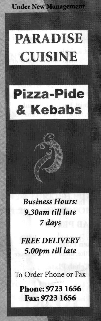 Under New Management
PARADISE
CUISINE
Pizza-Pide
& Kebabs
Business Hours:
9.30am till late
7 days
FREE DELIVERY
5.00pm till late
To Order Phone or Fax
Phone: 9723 1656
Fax: 9723 1656